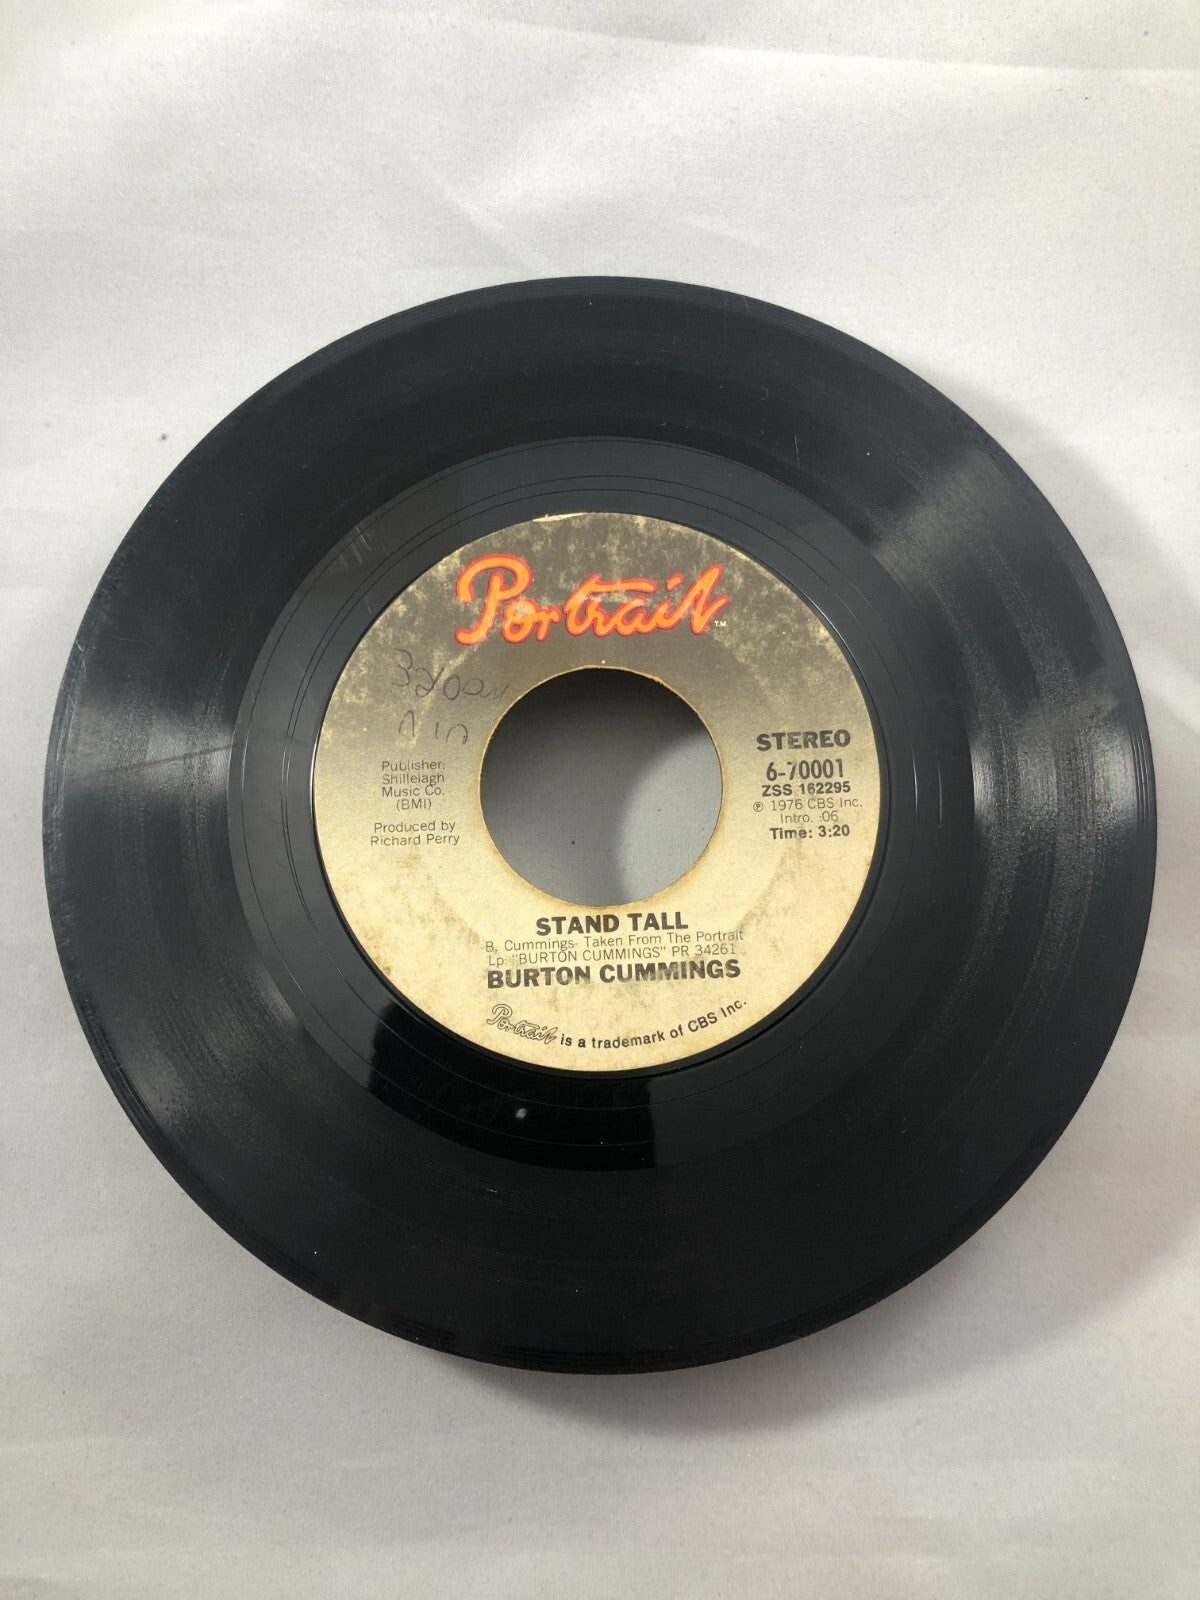 Portrait™
Publisher:
Shilleiagh
Music Co.
(BMI)
Produced by
Richard Perry
STEREO
6-70001
ZSS 162295
℗ 1976 CBS Inc.
Intro. :06
Time: 3:20
STAND TALL
-B. Cummings- Taken From The Portrait
Lp: "BURTON CUMMINGS" PR 34261
BURTON CUMMINGS
Portrait is a trademark of CBS Inc.